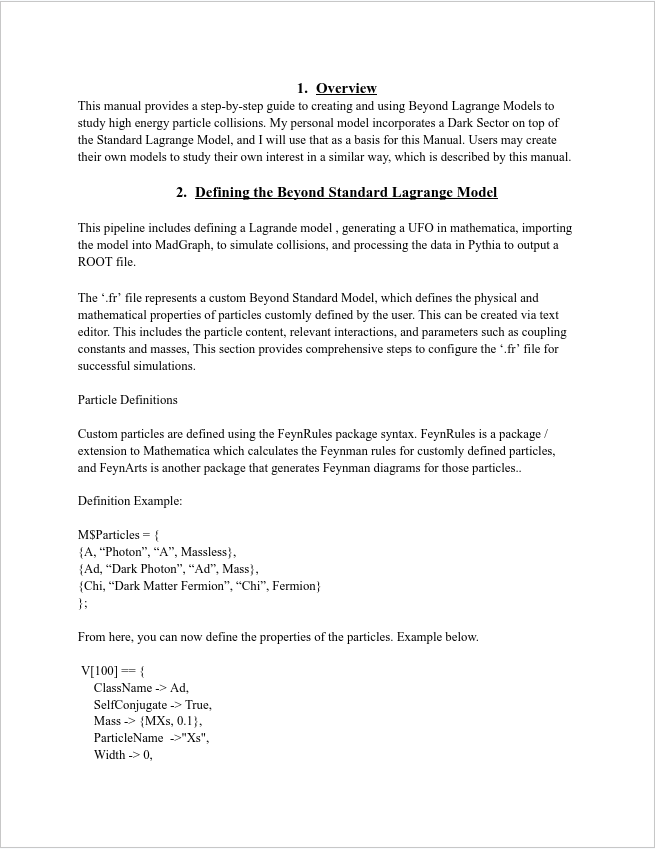 1. Overview
This manual provides a step-by-step guide to creating and using Beyond Lagrange Models to
study high energy particle collisions. My personal model incorporates a Dark Sector on top of
the Standard Lagrange Model, and I will use that as a basis for this Manual. Users may create
their own models to study their own interest in a similar way, which is described by this manual.
2. Defining the Beyond Standard Lagrange Model
This pipeline includes defining a Lagrande model , generating a UFO in mathematica, importing
the model into MadGraph, to simulate collisions, and processing the data in Pythia to output a
ROOT file.
The ‘.fr’ file represents a custom Beyond Standard Model, which defines the physical and
mathematical properties of particles customly defined by the user. This can be created via text
editor. This includes the particle content, relevant interactions, and parameters such as coupling
constants and masses, This section provides comprehensive steps to configure the ‘.fr’ file for
successful simulations.
Particle Definitions
Custom particles are defined using the FeynRules package syntax. FeynRules is a package /
extension to Mathematica which calculates the Feynman rules for customly defined particles,
and FeynArts is another package that generates Feynman diagrams for those particles..
Definition Example:
M$Particles = {
{A, “Photon”, “A”, Massless},
{Ad, “Dark Photon”, “Ad”, Mass},
{Chi, “Dark Matter Fermion”, “Chi”, Fermion}
};
From here, you can now define the properties of the particles. Example below.
V[100] == {
ClassName -> Ad,
SelfConjugate -> True,
Mass -> {MXs, 0.1},
ParticleName ->"Xs",
Width -> 0,